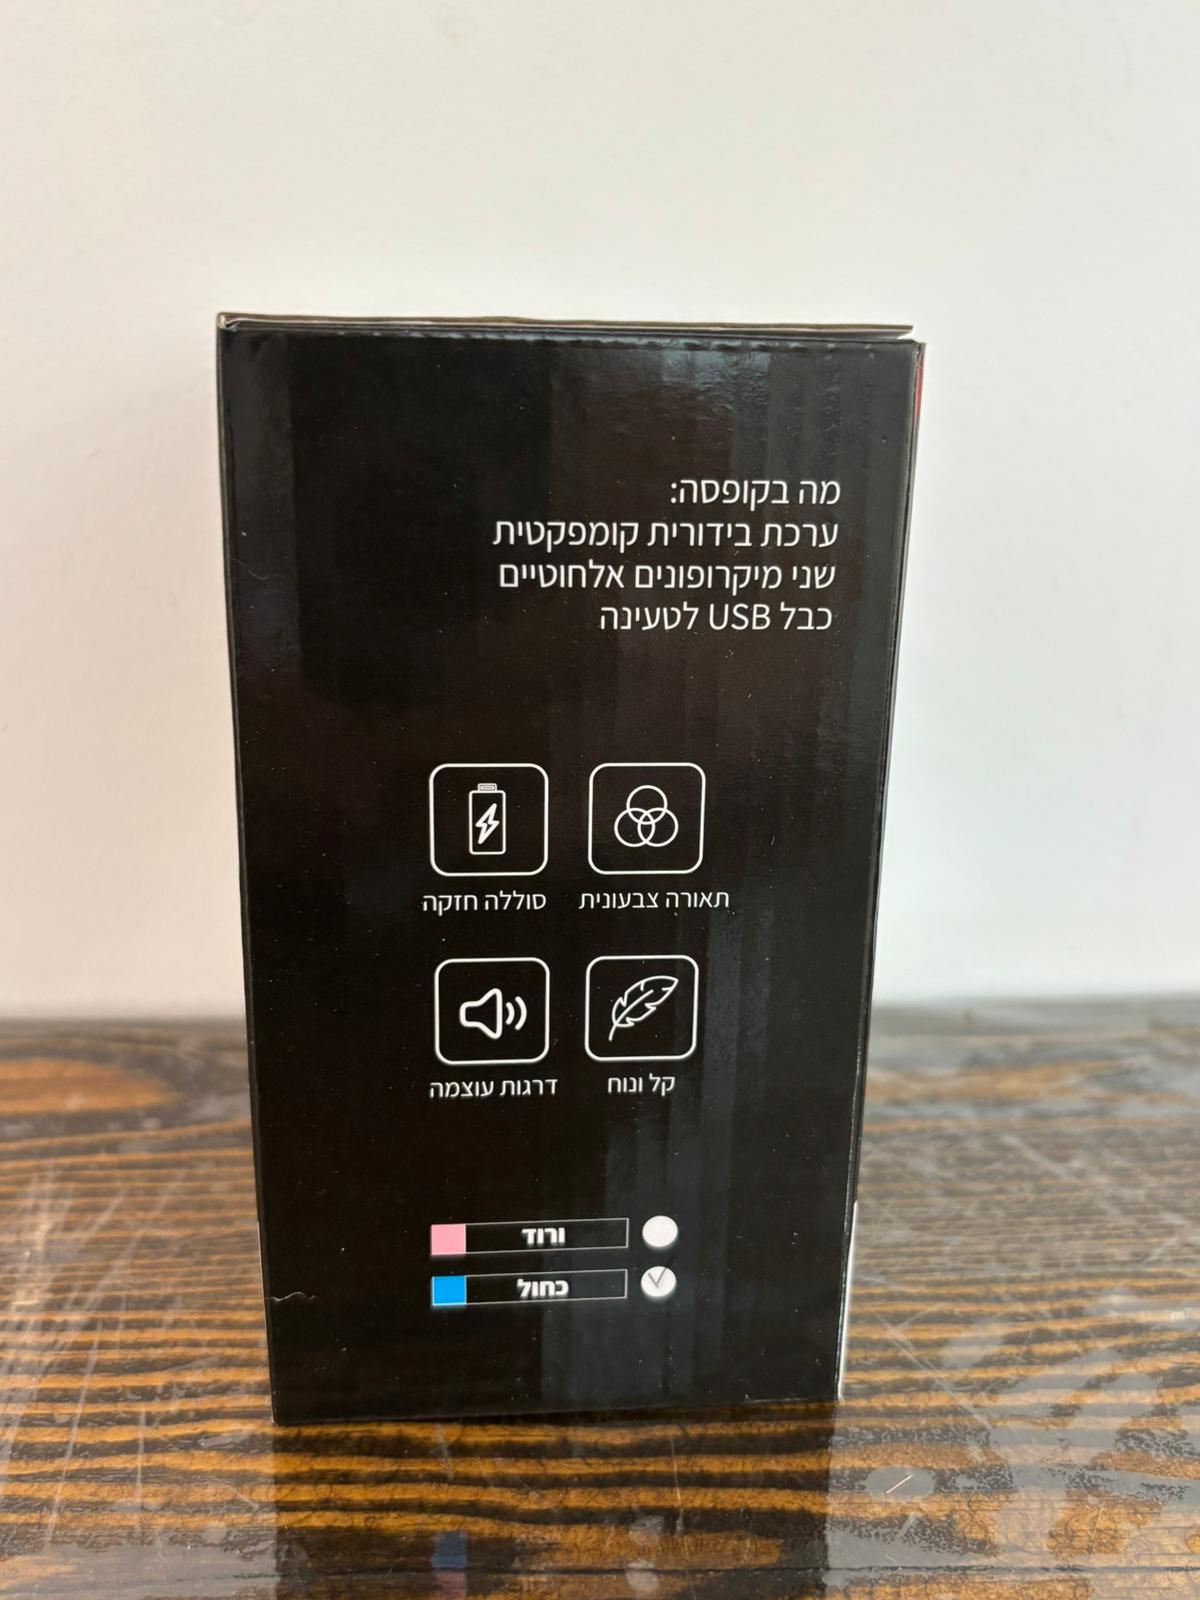 מה בקופסה:
ערכת בידורית קומפקטית
שני מיקרופונים אלחוטיים
כבל USB לטעינה
תאורה צבעונית
סוללה חזקה
קל ונוח
דרגות עוצמה
ורוד
כחול